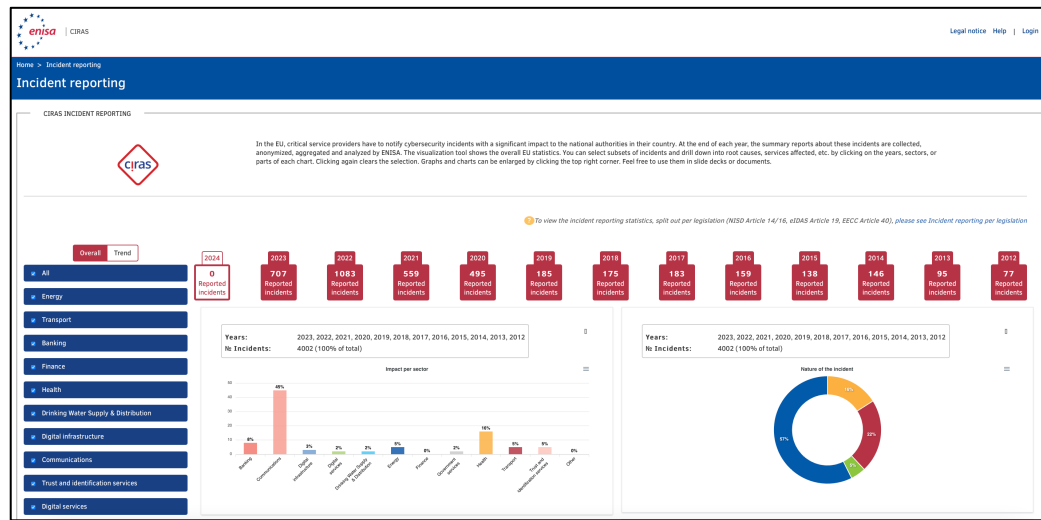 enisa | CIRAS
Legal notice Help | Login
Home > Incident reporting
Incident reporting
CIRAS INCIDENT REPORTING
ciras
In the EU, critical service providers have to notify cybersecurity incidents with a significant impact to the national authorities in their country. At the end of each year, the summary reports about these incidents are collected,
anonymized, aggregated and analyzed by ENISA. The visualization tool shows the overall EU statistics. You can select subsets of incidents and drill down into root causes, services affected, etc. by clicking on the years, sectors, or
parts of each chart. Clicking again clears the selection. Graphs and charts can be enlarged by clicking the top right corner. Feel free to use them in slide decks or documents.
? To view the incident reporting statistics, split out per legislation (NISD Article 14/16, eIDAS Article 19, EECC Article 40), please see Incident reporting per legislation
Overall Trend
2024 2023 2022 2021 2020 2019 2018 2017 2016 2015 2014 2013 2012
0 707 1083 559 495 185 175 183 159 138 146 95 77
Reported Reported Reported Reported Reported Reported Reported Reported Reported Reported Reported Reported Reported
incidents incidents incidents incidents incidents incidents incidents incidents incidents incidents incidents incidents incidents
All
Energy
Transport
Banking
Finance
Health
Drinking Water Supply & Distribution
Digital infrastructure
Communications
Trust and identification services
Digital services
Years: 2023, 2022, 2021, 2020, 2019, 2018, 2017, 2016, 2015, 2014, 2013, 2012
№ Incidents: 4002 (100% of total)
Impact per sector
50
40
30
20
10
0
8% 45% 3% 2% 2% 5% 0% 2% 16% 5% 5% 0%
Banking
Communications
Digital
infrastructure
Digital
services
Drinking Water Supply
& Distribution
Energy
Finance
Government
services
Health
Transport
Trust and
identification services
Other
Years: 2023, 2022, 2021, 2020, 2019, 2018, 2017, 2016, 2015, 2014, 2013, 2012
№ Incidents: 4002 (100% of total)
Nature of the incident
22%
57%